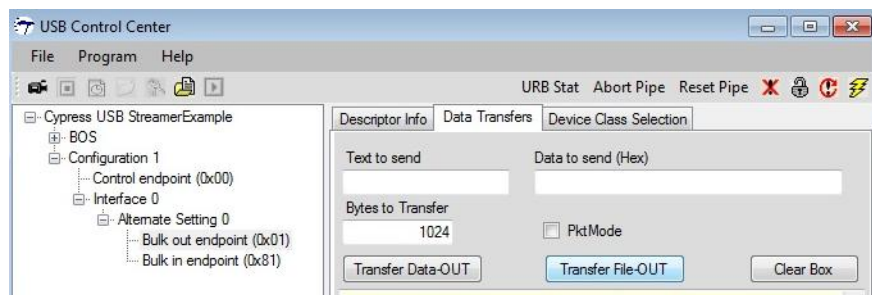 USB Control Center
File Program Help
URB Stat Abort Pipe Reset Pipe
Cypress USB StreamerExample
BOS
Configuration 1
Control endpoint (0x00)
Interface 0
Alternate Setting 0
Bulk out endpoint (0x01)
Bulk in endpoint (0x81)
Descriptor Info Data Transfers Device Class Selection
Text to send Data to send (Hex)
Bytes to Transfer
1024 PktMode
Transfer Data-OUT Transfer File-OUT Clear Box